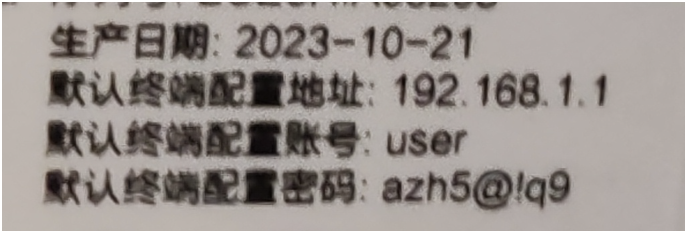 生产日期: 2023-10-21
默认终端配置地址: 192.168.1.1
默认终端配置账号: user
默认终端配置密码: azh5@!q9